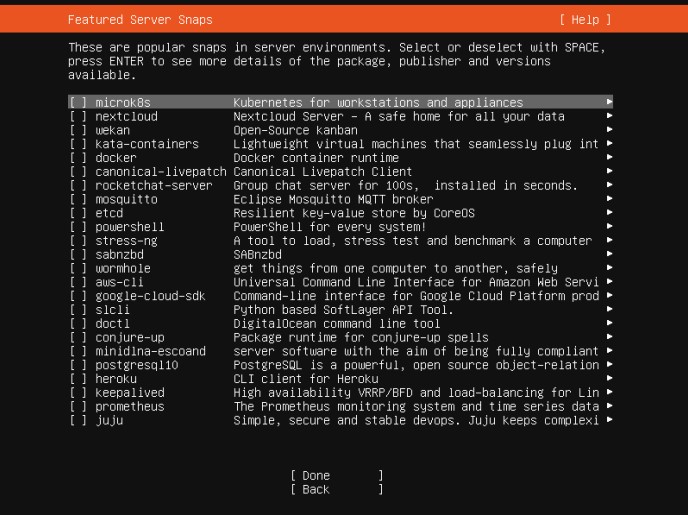 Featured Server Snaps [ Help ]
These are popular snaps in server environments. Select or deselect with SPACE,
press ENTER to see more details of the package, publisher and versions
available.
[ ] microk8s Kubernetes for workstations and appliances ►
[ ] nextcloud Nextcloud Server - A safe home for all your data ►
[ ] wekan Open-Source kanban ►
[ ] kata-containers Lightweight virtual machines that seamlessly plug int ►
[ ] docker Docker container runtime ►
[ ] canonical-livepatch Canonical Livepatch Client ►
[ ] rocketchat-server Group chat server for 100s,  installed in seconds. ►
[ ] mosquitto Eclipse Mosquitto MQTT broker ►
[ ] etcd Resilient key-value store by CoreOS ►
[ ] powershell PowerShell for every system! ►
[ ] stress-ng A tool to load, stress test and benchmark a computer ►
[ ] sabnzbd SABnzbd ►
[ ] wormhole get things from one computer to another, safely ►
[ ] aws-cli Universal Command Line Interface for Amazon Web Servi ►
[ ] google-cloud-sdk Command-line interface for Google Cloud Platform prod ►
[ ] slcli Python based SoftLayer API Tool. ►
[ ] doctl DigitalOcean command line tool ►
[ ] conjure-up Package runtime for conjure-up spells ►
[ ] minidlna-escoand server software with the aim of being fully compliant ►
[ ] postgresql10 PostgreSQL is a powerful, open source object-relation ►
[ ] heroku CLI client for Heroku ►
[ ] keepalived High availability VRRP/BFD and load-balancing for Lin ►
[ ] prometheus The Prometheus monitoring system and time series data ►
[ ] juju Simple, secure and stable devops. Juju keeps complexi ►
[ Done ]
[ Back ]